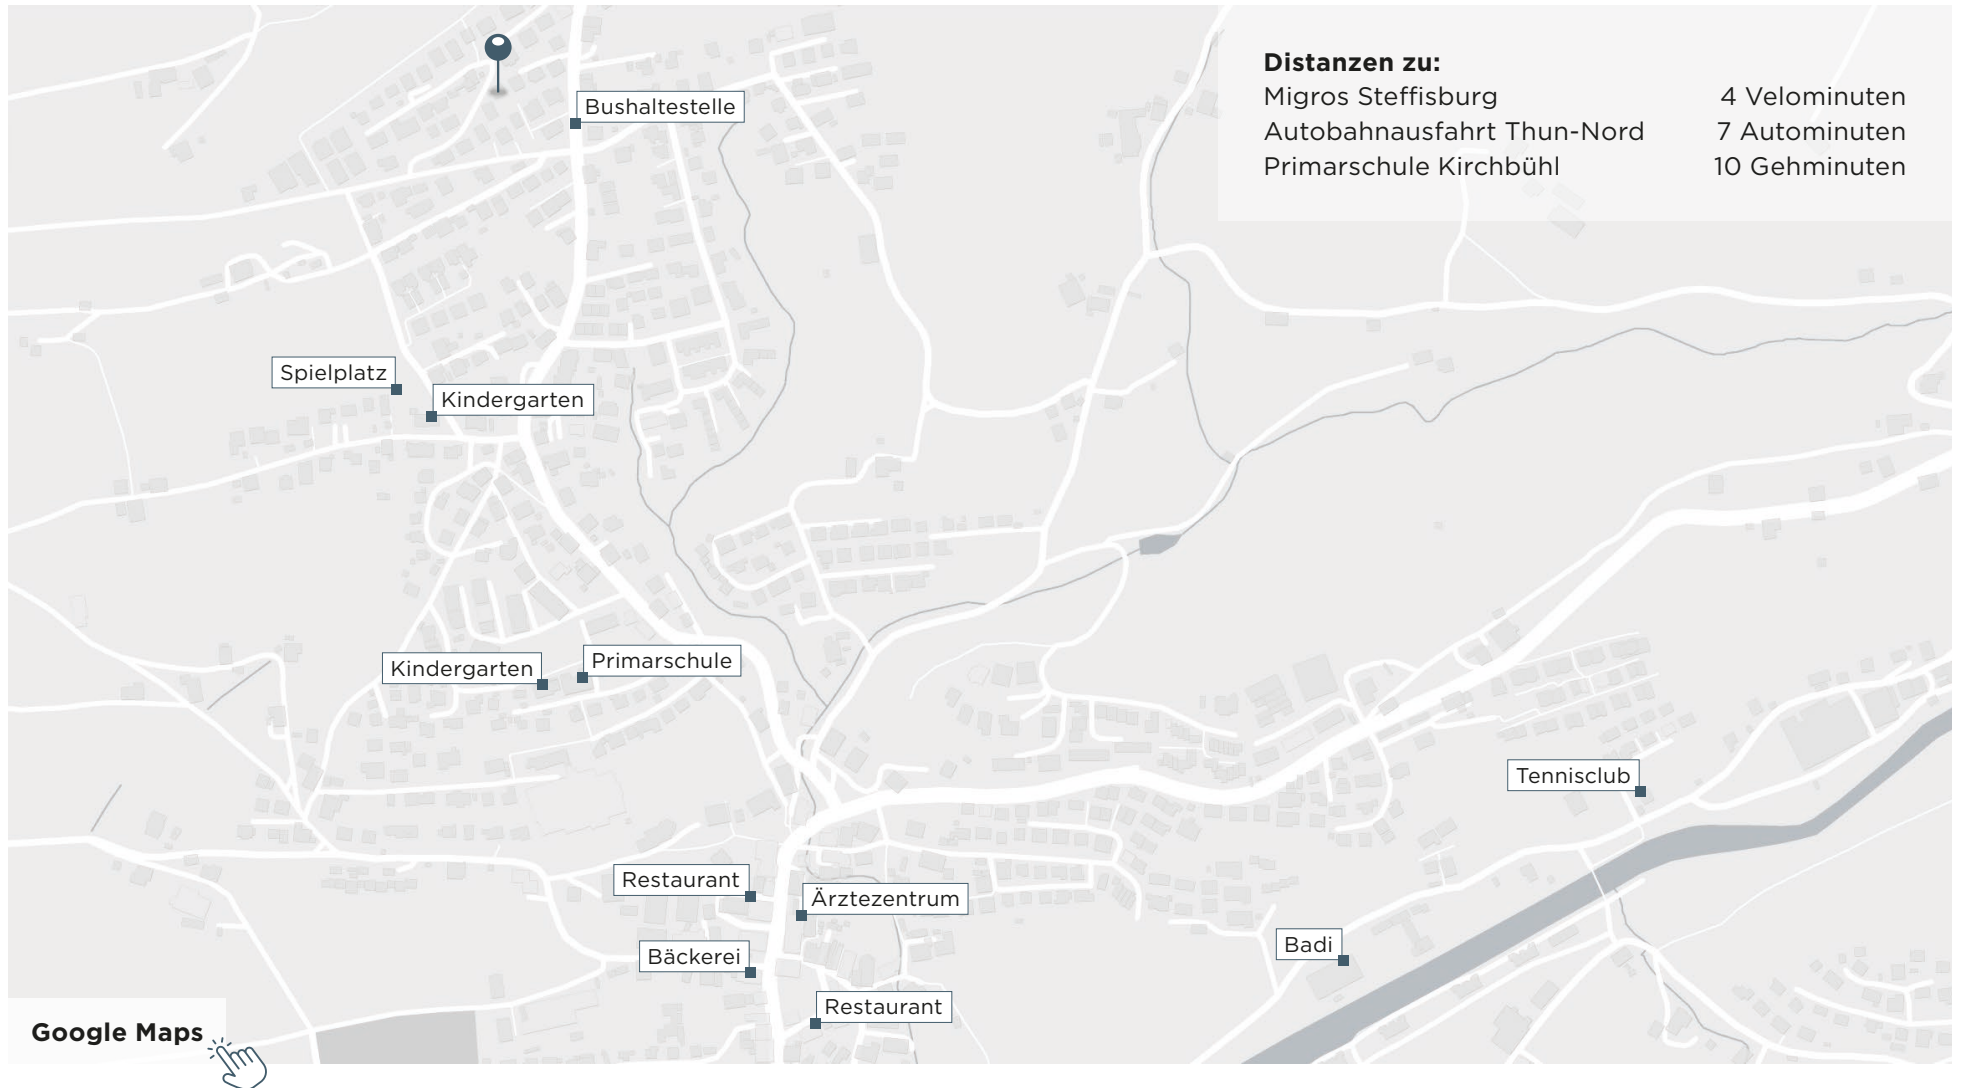 Distanzen zu:
Migros Steffisburg 4 Velominuten
Autobahnausfahrt Thun-Nord 7 Autominuten
Primarschule Kirchbühl 10 Gehminuten
Bushaltestelle
Spielplatz
Kindergarten
Kindergarten
Primarschule
Tennisclub
Restaurant
Ärztezentrum
Badi
Bäckerei
Restaurant
Google Maps